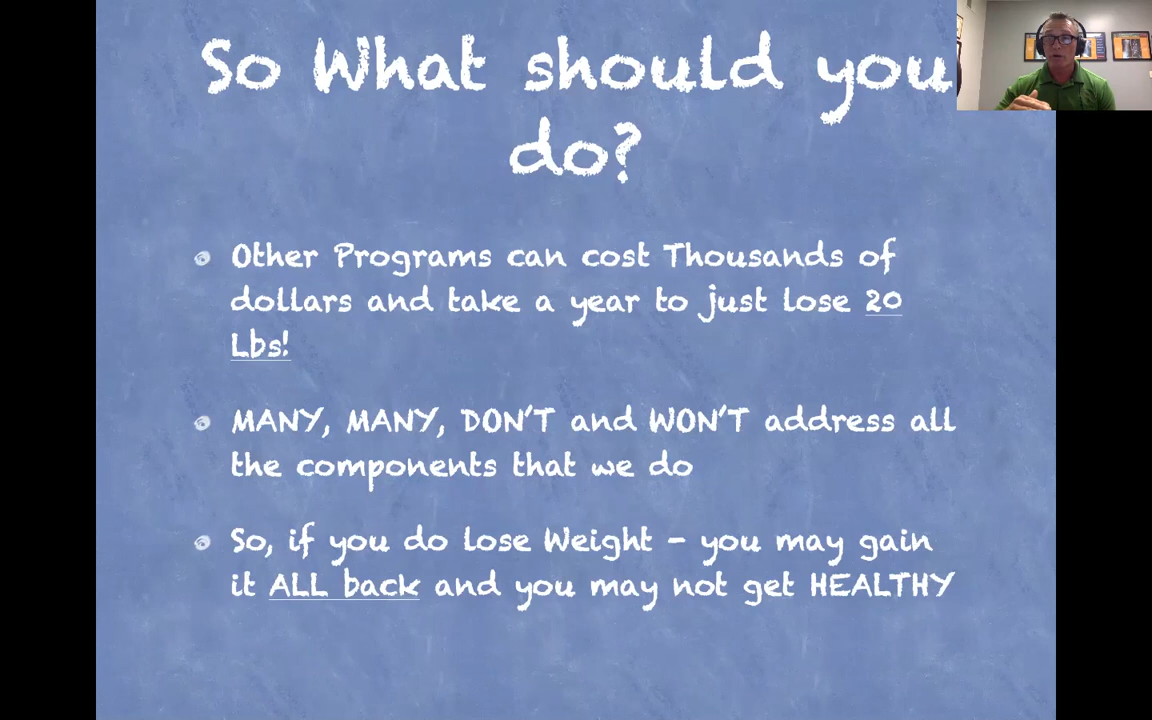 So What should you
do?
Other Programs can cost Thousands of
dollars and take a year to just lose 20
Lbs!
MANY, MANY, DON'T and WON'T address all
the components that we do
So, if you do lose Weight - you may gain
it ALL back and you may not get HEALTHY